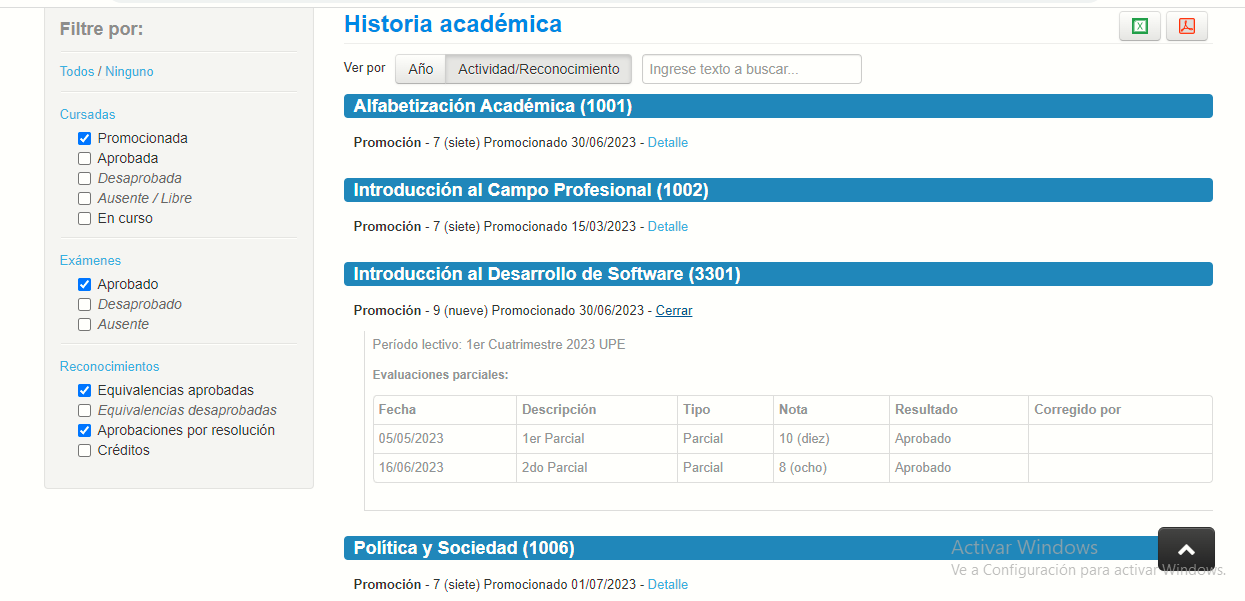 Filtre por:
Todos / Ninguno
Cursadas
Promocionada
Aprobada
Desaprobada
Ausente / Libre
En curso
Exámenes
Aprobado
Desaprobado
Ausente
Reconocimientos
Equivalencias aprobadas
Equivalencias desaprobadas
Aprobaciones por resolución
Créditos
Historia académica
Ver por Año Actividad/Reconocimiento Ingrese texto a buscar...
Alfabetización Académica (1001)
Promoción - 7 (siete) Promocionado 30/06/2023 - Detalle
Introducción al Campo Profesional (1002)
Promoción - 7 (siete) Promocionado 15/03/2023 - Detalle
Introducción al Desarrollo de Software (3301)
Promoción - 9 (nueve) Promocionado 30/06/2023 - Cerrar
Período lectivo: 1er Cuatrimestre 2023 UPE
Evaluaciones parciales:
Fecha Descripción Tipo Nota Resultado Corregido por
05/05/2023 1er Parcial Parcial 10 (diez) Aprobado
16/06/2023 2do Parcial Parcial 8 (ocho) Aprobado
Política y Sociedad (1006)
Promoción - 7 (siete) Promocionado 01/07/2023 - Detalle
Activar Windows
Ve a Configuración para activar Windows.